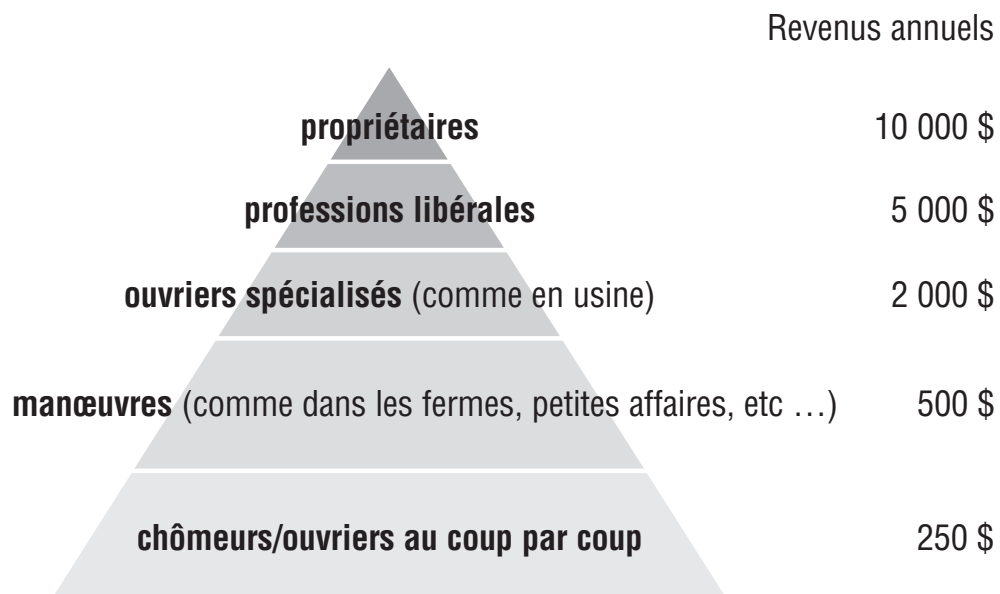 Revenus annuels
propriétaires 10 000 $
professions libérales 5 000 $
ouvriers spécialisés (comme en usine) 2 000 $
manœuvres (comme dans les fermes, petites affaires, etc …) 500 $
chômeurs/ouvriers au coup par coup 250 $